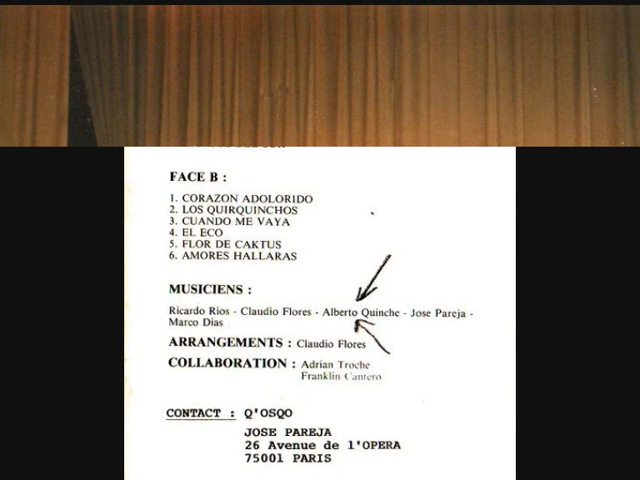 FACE B :
1. CORAZON ADOLORIDO
2. LOS QUIRQUINCHOS
3. CUANDO ME VAYA
4. EL ECO
5. FLOR DE CAKTUS
6. AMORES HALLARAS
MUSICIENS :
Ricardo Rios - Claudio Flores - Alberto Quinche - Jose Pareja -
Marco Dias
ARRANGEMENTS : Claudio Flores
COLLABORATION : Adrian Troche
Franklin Cantero
CONTACT : Q'OSQO
JOSE PAREJA
26 Avenue de l'OPERA
75001 PARIS